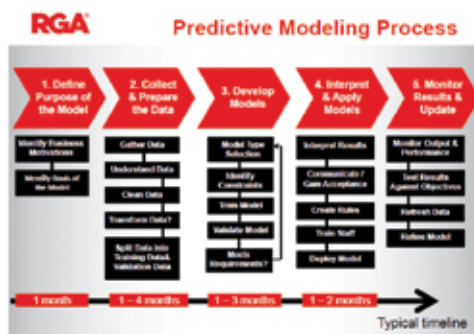 RGA
Predictive Modeling Process
1. Define
Purpose of
the Model
2. Collect
& Prepare
the Data
3. Develop
Models
4. Interpret
& Apply
Models
5. Monitor
Results &
Update
Identify Business
Motivations
Identify Goals of
the Model
Gather Data
Understand Data
Clean Data
Transform Data?
Split Data into
Training Data/,
Validation Data
Model Type
Selection
Identify
Constraints
Train Model
Validate Model
Meets
Requirements?
Interpret Results
Communicate /
Gain Acceptance
Create Rules
Train Staff
Deploy Model
Monitor Output &
Performance
Test Results
Against Objectives
Refresh Data
Refine Model
1 month
1 – 4 months
1 – 3 months
1 – 2 months
Typical timeline